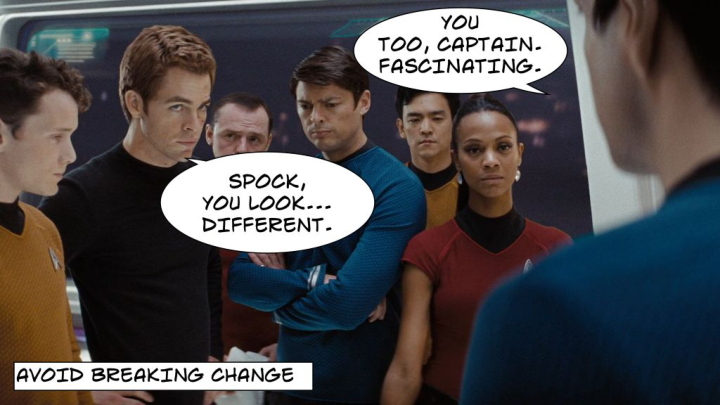 YOU
TOO, CAPTAIN.
FASCINATING.
SPOCK,
YOU LOOK...
DIFFERENT.
AVOID BREAKING CHANGE